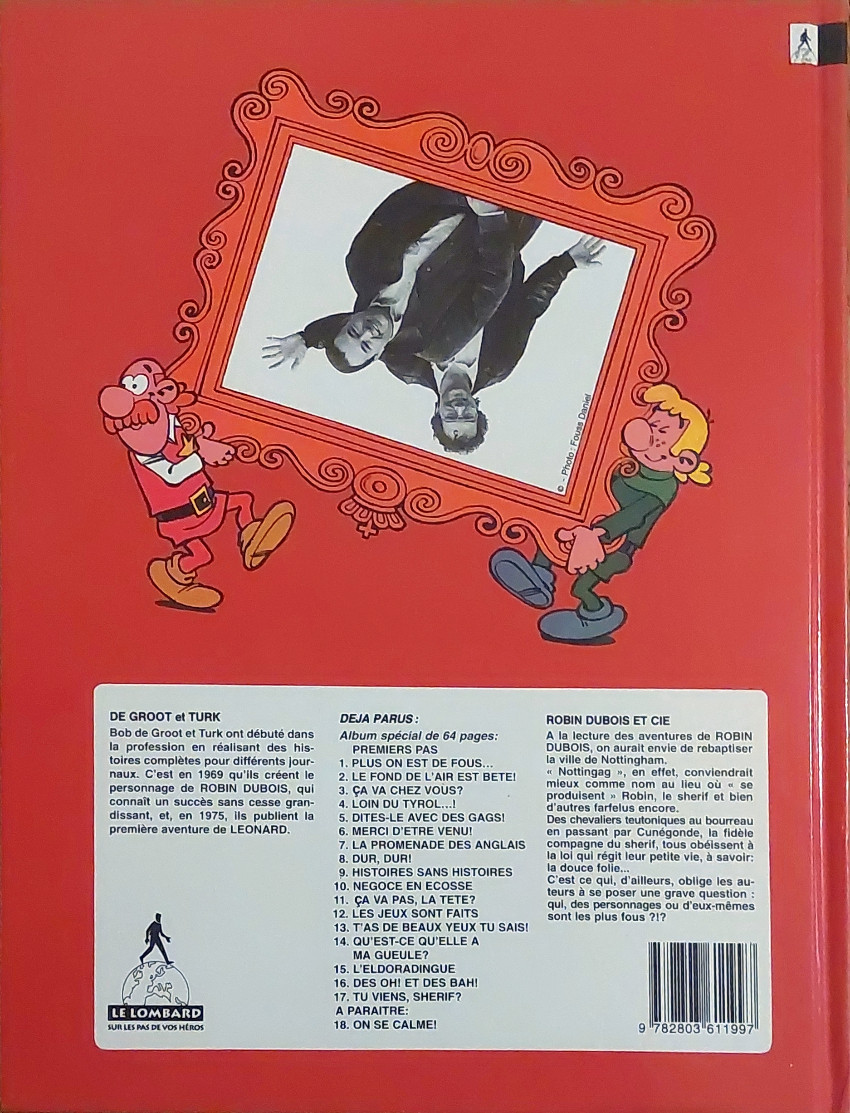 © - Photo : Fouss Daniel
DE GROOT et TURK
Bob de Groot et Turk ont débuté dans
la profession en réalisant des his-
toires complètes pour différents jour-
naux. C'est en 1969 qu'ils créent le
personnage de ROBIN DUBOIS, qui
connaît un succès sans cesse gran-
dissant, et, en 1975, ils publient la
première aventure de LEONARD.
LE LOMBARD
SUR LES PAS DE VOS HÉROS
DEJA PARUS :
Album spécial de 64 pages:
PREMIERS PAS
1. PLUS ON EST DE FOUS...
2. LE FOND DE L'AIR EST BETE!
3. ÇA VA CHEZ VOUS?
4. LOIN DU TYROL...!
5. DITES-LE AVEC DES GAGS!
6. MERCI D'ETRE VENU!
7. LA PROMENADE DES ANGLAIS
8. DUR, DUR!
9. HISTOIRES SANS HISTOIRES
10. NEGOCE EN ECOSSE
11. ÇA VA PAS, LA TETE?
12. LES JEUX SONT FAITS
13. T'AS DE BEAUX YEUX TU SAIS!
14. QU'EST-CE QU'ELLE A
MA GUEULE?
15. L'ELDORADINGUE
16. DES OH! ET DES BAH!
17. TU VIENS, SHERIF?
A PARAITRE:
18. ON SE CALME!
ROBIN DUBOIS ET CIE
A la lecture des aventures de ROBIN
DUBOIS, on aurait envie de rebaptiser
la ville de Nottingham.
« Nottingag », en effet, conviendrait
mieux comme nom au lieu où « se
produisent » Robin, le sherif et bien
d'autres farfelus encore.
Des chevaliers teutoniques au bourreau
en passant par Cunégonde, la fidèle
compagne du sherif, tous obéissent à
la loi qui régit leur petite vie, à savoir:
la douce folie...
C'est ce qui, d'ailleurs, oblige les au-
teurs à se poser une grave question :
qui, des personnages ou d'eux-mêmes
sont les plus fous ?!?
9 782803 611997